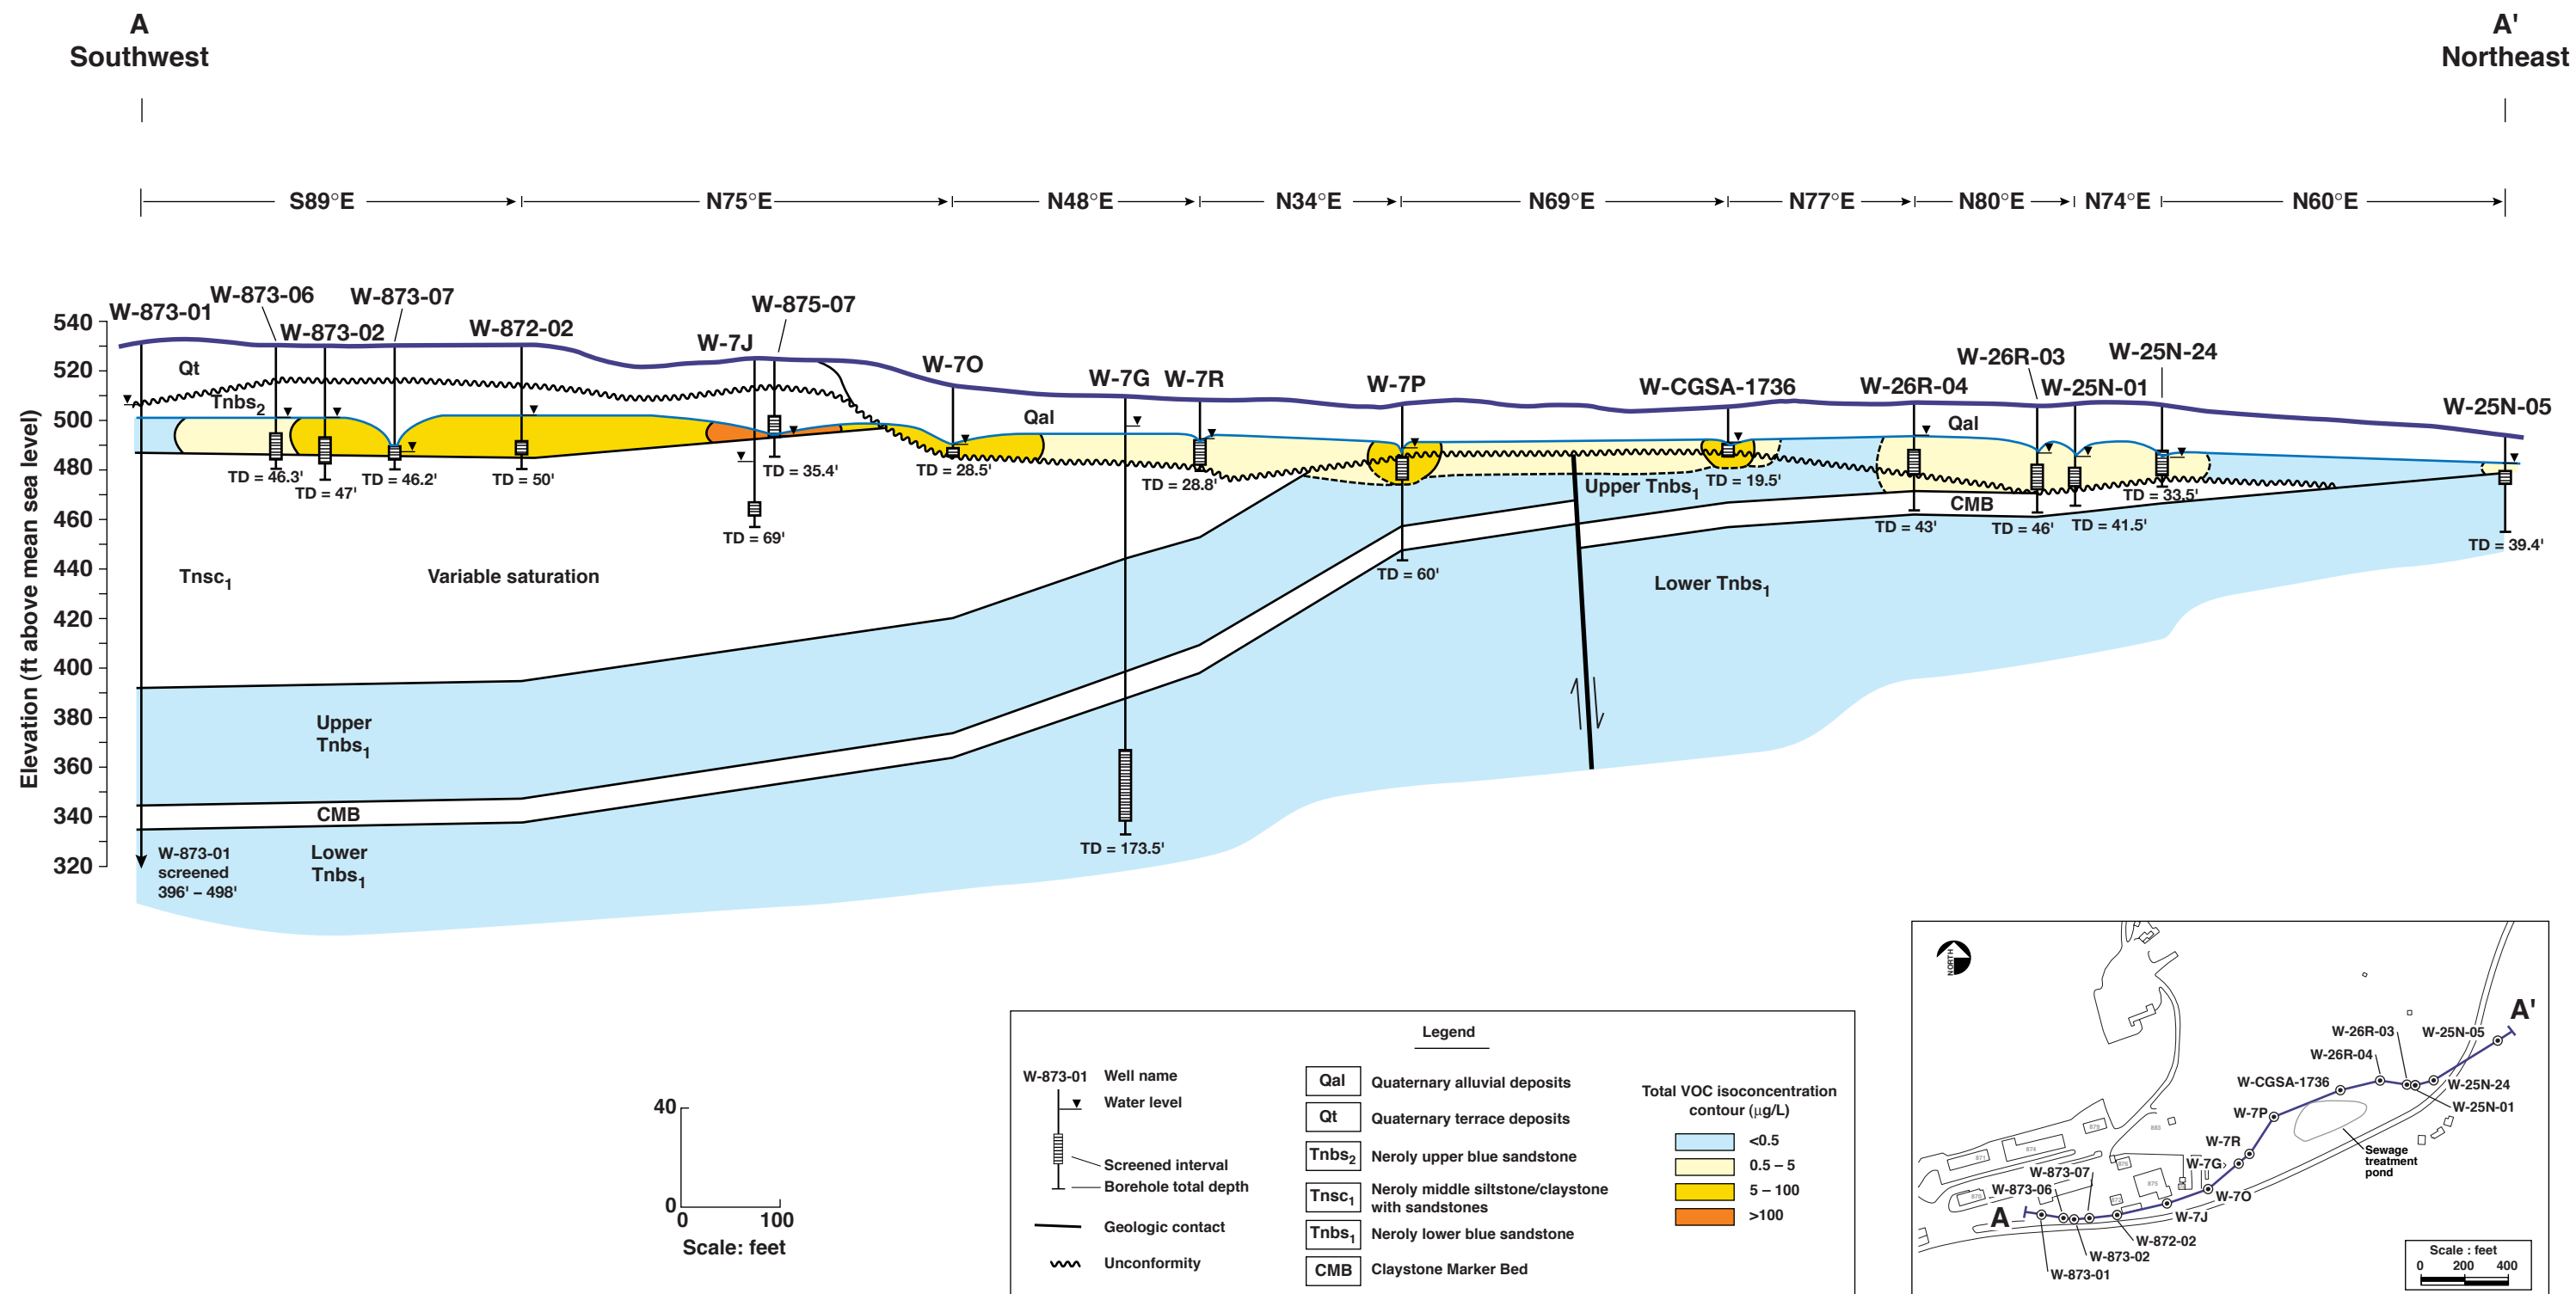 A
Southwest
A'
Northeast
S89°E
N75°E
N48°E
N34°E
N69°E
N77°E
N80°E
N74°E
N60°E
W-873-01
W-873-06
W-873-02
W-873-07
W-872-02
W-7J
W-875-07
W-7O
W-7G
W-7R
W-7P
W-CGSA-1736
W-26R-04
W-26R-03
W-25N-01
W-25N-24
W-25N-05
Elevation (ft above mean sea level)
540
520
500
480
460
440
420
400
380
360
340
320
Qt
Tnbs2
Qal
Qal
TD = 46.3'
TD = 47'
TD = 46.2'
TD = 50'
TD = 35.4'
TD = 69'
TD = 28.5'
TD = 28.8'
TD = 173.5'
TD = 60'
TD = 19.5'
TD = 43'
TD = 46'
TD = 41.5'
TD = 33.5'
TD = 39.4'
Upper Tnbs1
CMB
Lower Tnbs1
Tnsc1
Variable saturation
Upper
Tnbs1
CMB
Lower
Tnbs1
W-873-01
screened
396' – 498'
40
0
0
100
Scale: feet
Legend
W-873-01
Well name
Water level
Screened interval
Borehole total depth
Geologic contact
Unconformity
Qal
Quaternary alluvial deposits
Qt
Quaternary terrace deposits
Tnbs2
Neroly upper blue sandstone
Tnsc1
Neroly middle siltstone/claystone
with sandstones
Tnbs1
Neroly lower blue sandstone
CMB
Claystone Marker Bed
Total VOC isoconcentration
contour (µg/L)
<0.5
0.5 – 5
5 – 100
>100
NORTH
A'
W-26R-03
W-25N-05
W-26R-04
W-CGSA-1736
W-25N-24
W-25N-01
W-7P
W-7R
Sewage
treatment
pond
W-7G
W-873-07
W-873-06
W-7O
A
W-7J
W-872-02
W-873-02
W-873-01
871
874
879
883
875
Scale : feet
0
200
400